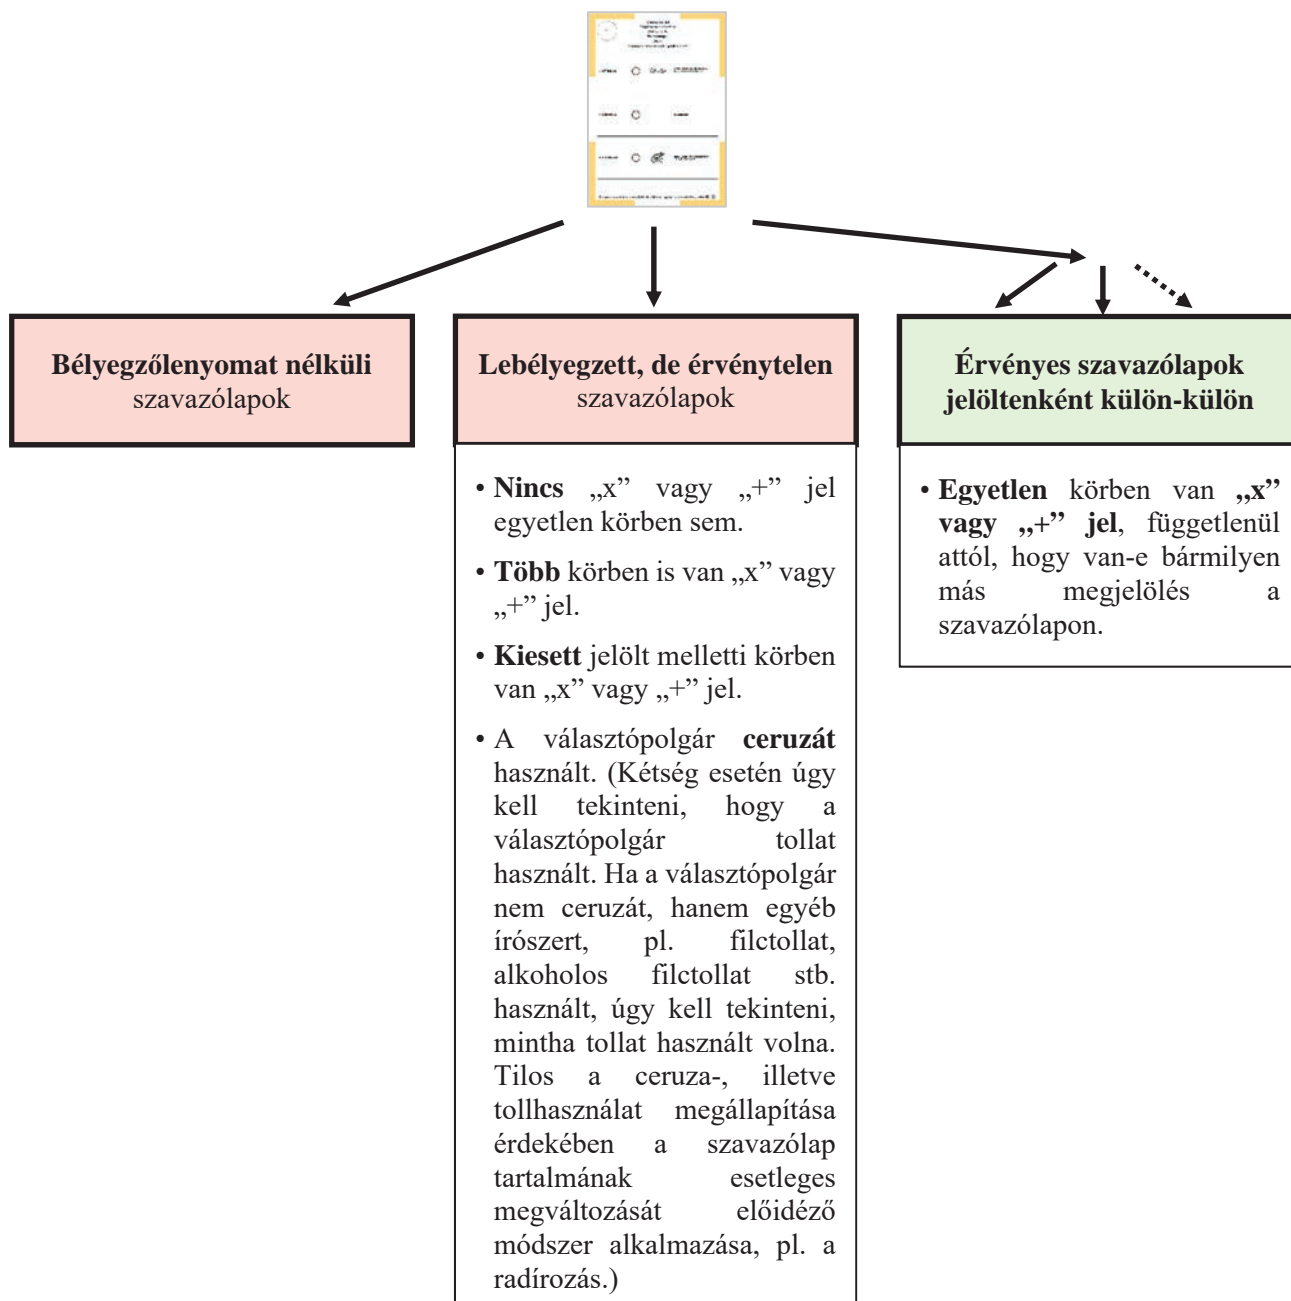 Bélyegzőlenyomat nélküli
szavazólapok
Lebélyegzett, de érvénytelen
szavazólapok
Érvényes szavazólapok
jelöltenként külön-külön
• Nincs „x” vagy „+” jel
egyetlen körben sem.
• Több körben is van „x” vagy
„+” jel.
• Kiesett jelölt melletti körben
van „x” vagy „+” jel.
• A választópolgár ceruzát
használt. (Kétség esetén úgy
kell tekinteni, hogy a
választópolgár tollat
használt. Ha a választópolgár
nem ceruzát, hanem egyéb
írószert, pl. filctollat,
alkoholos filctollat stb.
használt, úgy kell tekinteni,
mintha tollat használt volna.
Tilos a ceruza-, illetve
tollhasználat megállapítása
érdekében a szavazólap
tartalmának esetleges
megváltozását előidéző
módszer alkalmazása, pl. a
radírozás.)
• Egyetlen körben van „x”
vagy „+” jel, függetlenül
attól, hogy van-e bármilyen
más megjelölés a
szavazólapon.